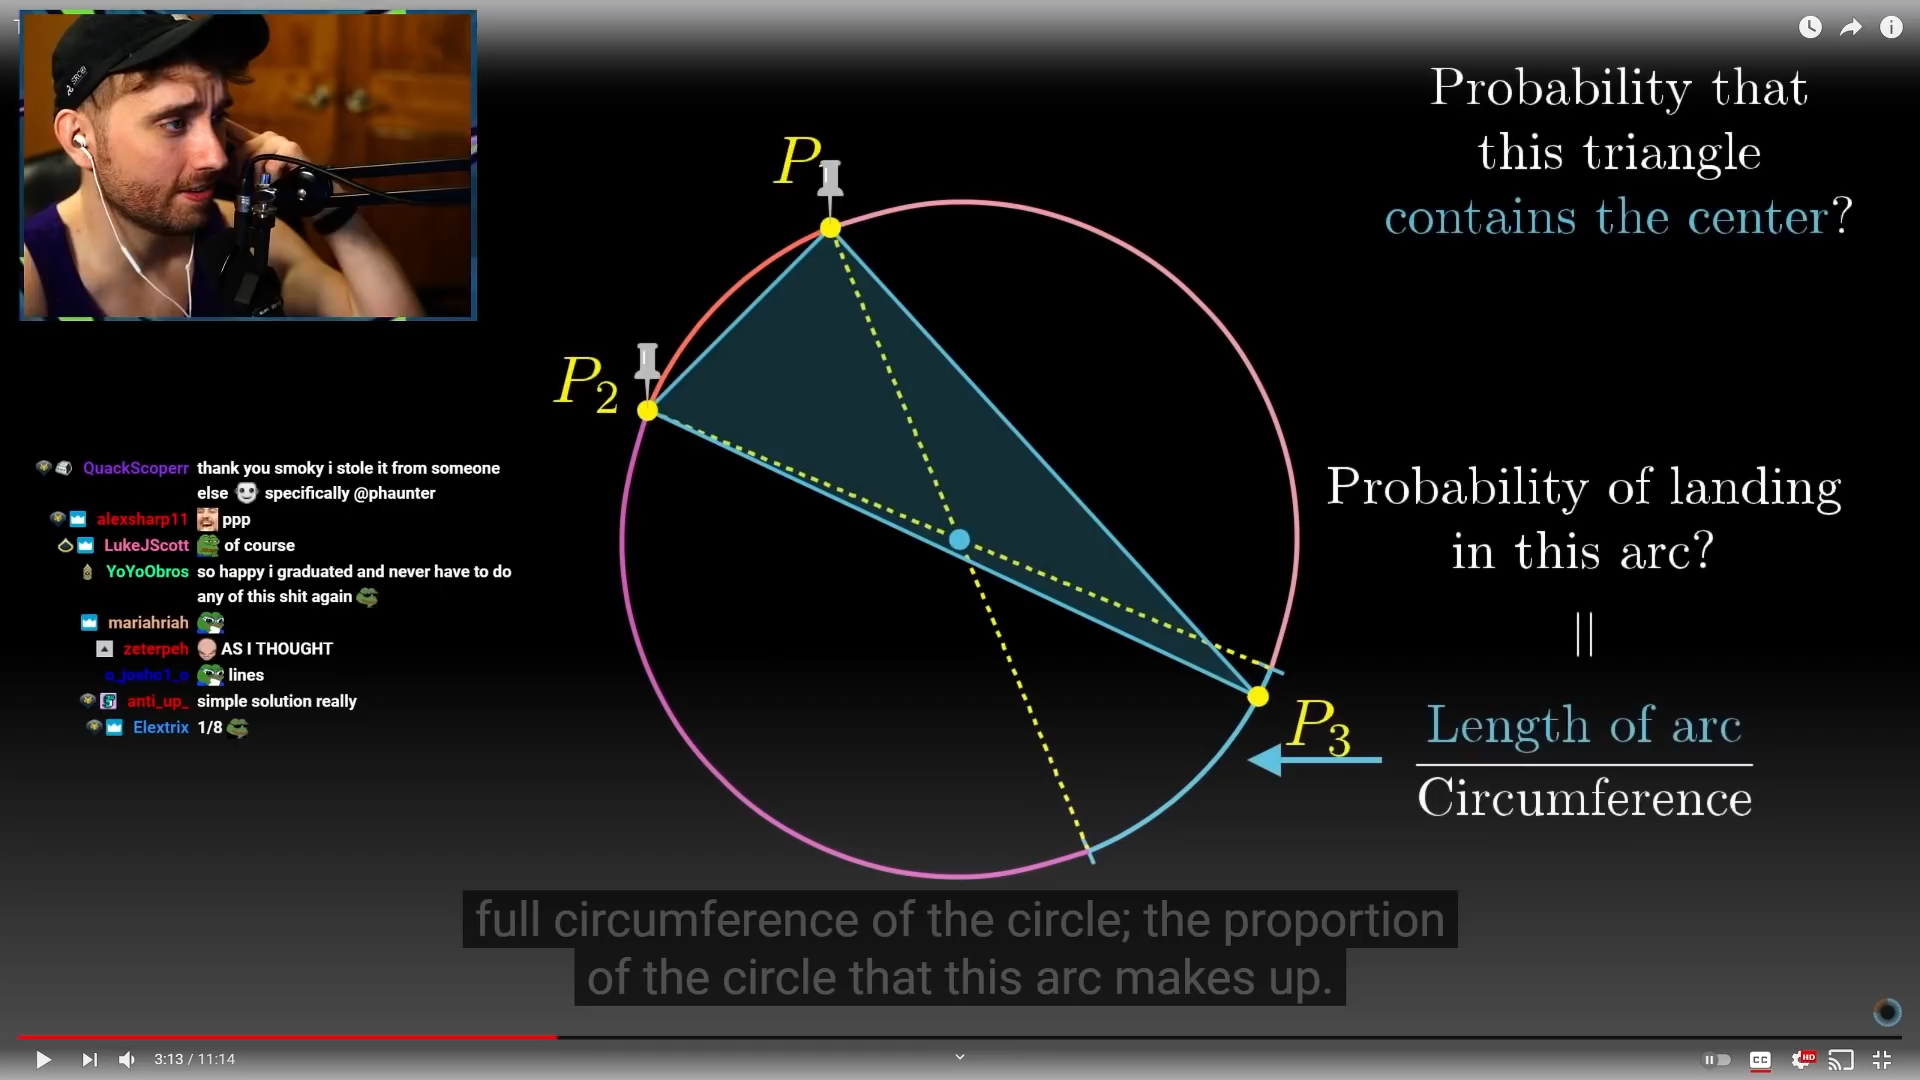 Probability that
this triangle
contains the center?
P
P2
QuackScoperr thank you smoky i stole it from someone
else specifically @phaunter
alexsharp11 ppp
LukeJScott of course
YoYoObros so happy i graduated and never have to do
any of this shit again
mariahriah
zeterpeh AS I THOUGHT
o_josho1_o lines
anti_up_ simple solution really
Elextrix 1/8
Probability of landing
in this arc?
||
P3
Length of arc
Circumference
full circumference of the circle; the proportion
of the circle that this arc makes up.
3:13 / 11:14
CC
HD